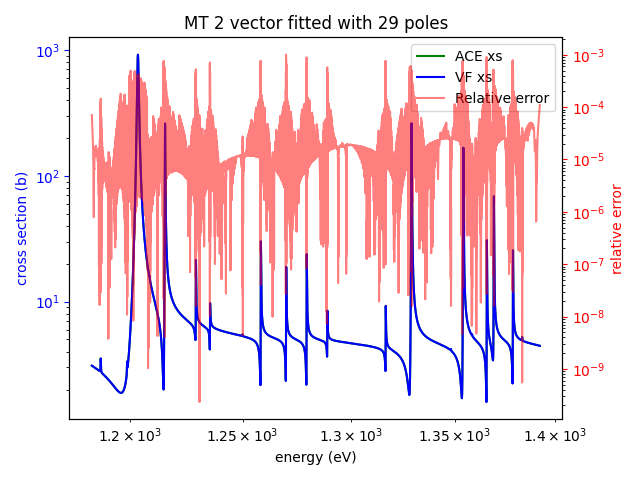 MT 2 vector fitted with 29 poles
ACE xs
VF xs
Relative error
cross section (b)
10³
10²
10¹
10⁻³
10⁻⁴
10⁻⁵
10⁻⁶
10⁻⁷
10⁻⁸
10⁻⁹
relative error
1.2 × 10³
1.25 × 10³
1.3 × 10³
1.35 × 10³
1.4 × 10³
energy (eV)